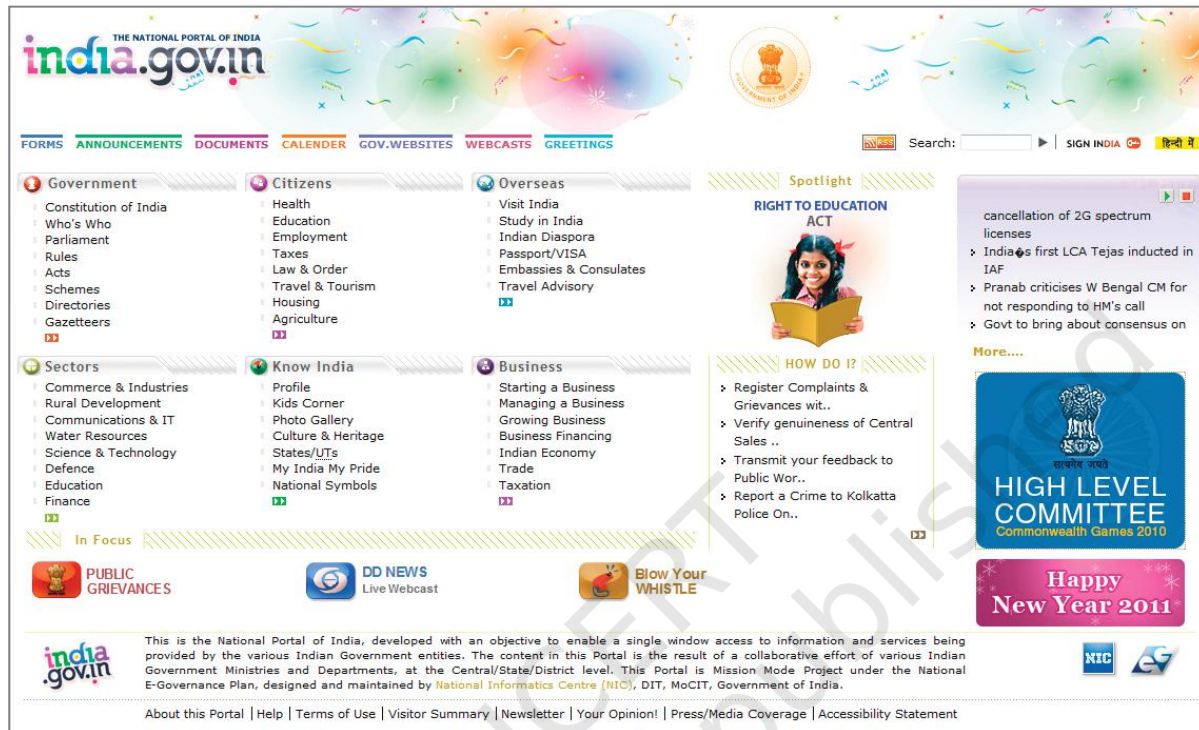 THE NATIONAL PORTAL OF INDIA
india.gov.in
GOVERNMENT OF INDIA
FORMS ANNOUNCEMENTS DOCUMENTS CALENDER GOV.WEBSITES WEBCASTS GREETINGS
RSS Search: SIGN INDIA हिन्दी में
Government
Constitution of India
Who's Who
Parliament
Rules
Acts
Schemes
Directories
Gazetteers
Citizens
Health
Education
Employment
Taxes
Law & Order
Travel & Tourism
Housing
Agriculture
Overseas
Visit India
Study in India
Indian Diaspora
Passport/VISA
Embassies & Consulates
Travel Advisory
Spotlight
RIGHT TO EDUCATION
ACT
cancellation of 2G spectrum
licenses
India�s first LCA Tejas inducted in
IAF
Pranab criticises W Bengal CM for
not responding to HM's call
Govt to bring about consensus on
More....
Sectors
Commerce & Industries
Rural Development
Communications & IT
Water Resources
Science & Technology
Defence
Education
Finance
Know India
Profile
Kids Corner
Photo Gallery
Culture & Heritage
States/UTs
My India My Pride
National Symbols
Business
Starting a Business
Managing a Business
Growing Business
Business Financing
Indian Economy
Trade
Taxation
HOW DO I?
Register Complaints &
Grievances wit..
Verify genuineness of Central
Sales ..
Transmit your feedback to
Public Wor..
Report a Crime to Kolkatta
Police On..
सत्यमेव जयते
HIGH LEVEL
COMMITTEE
Commonwealth Games 2010
In Focus
PUBLIC
GRIEVANCES
DD NEWS
Live Webcast
Blow Your
WHISTLE
Happy
New Year 2011
india
.gov.in
This is the National Portal of India, developed with an objective to enable a single window access to information and services being
provided by the various Indian Government entities. The content in this Portal is the result of a collaborative effort of various Indian
Government Ministries and Departments, at the Central/State/District level. This Portal is Mission Mode Project under the National
E-Governance Plan, designed and maintained by National Informatics Centre (NIC), DIT, MoCIT, Government of India.
NIC
About this Portal | Help | Terms of Use | Visitor Summary | Newsletter | Your Opinion! | Press/Media Coverage | Accessibility Statement
NCERT
published